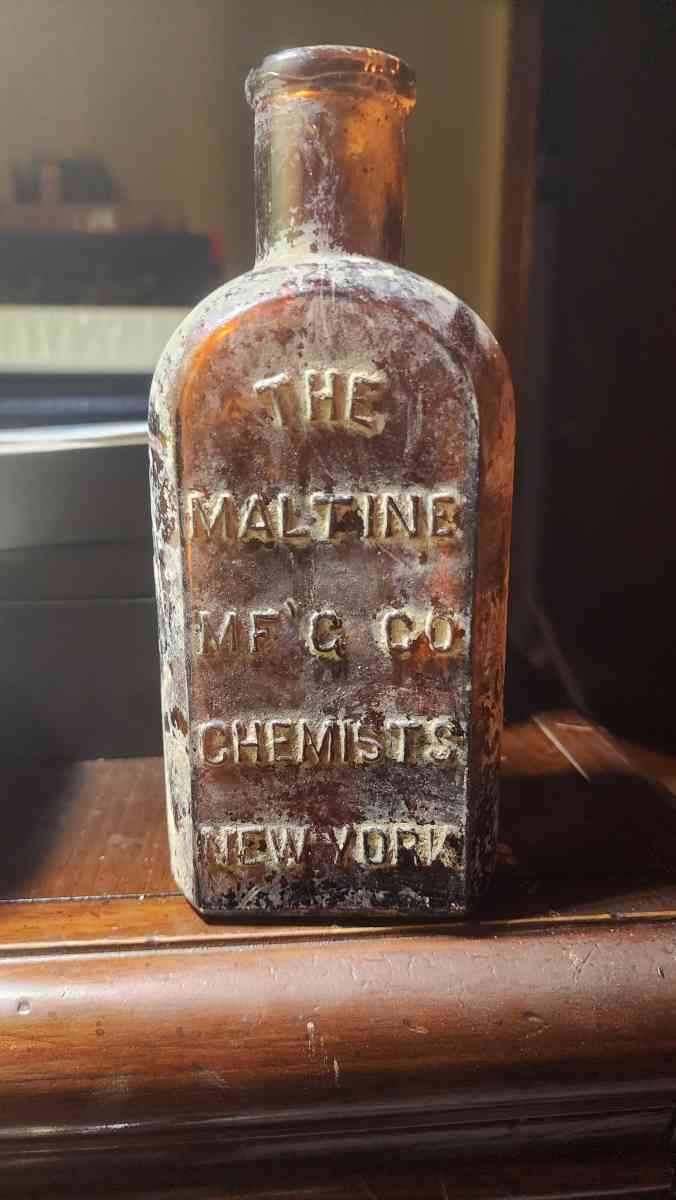 THE
MALTINE
MF'G CO
CHEMISTS
NEW YORK